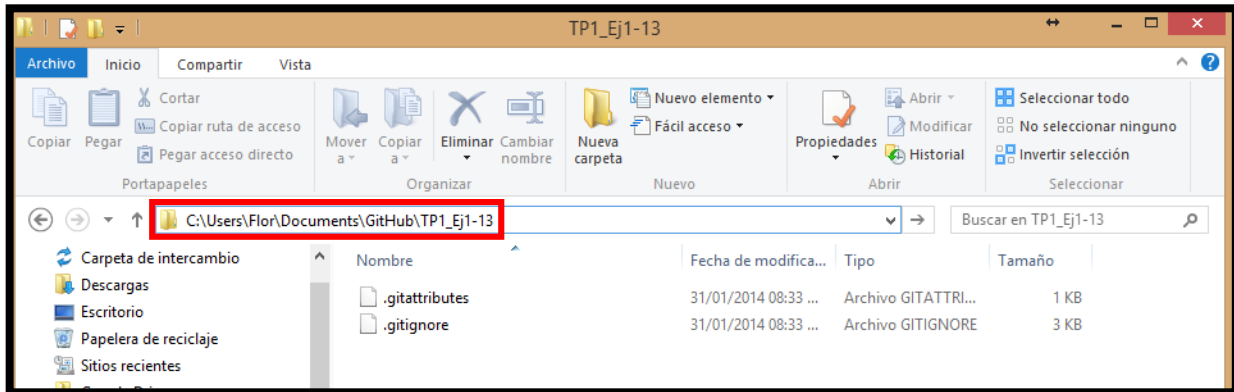 TP1_Ej1-13
Archivo Inicio Compartir Vista
Copiar
Pegar
Cortar
Copiar ruta de acceso
Pegar acceso directo
Portapapeles
Mover a
Copiar a
Eliminar
Cambiar nombre
Organizar
Nueva carpeta
Nuevo elemento
Fácil acceso
Nuevo
Propiedades
Abrir
Modificar
Historial
Abrir
Seleccionar todo
No seleccionar ninguno
Invertir selección
Seleccionar
C:\Users\Flor\Documents\GitHub\TP1_Ej1-13
Buscar en TP1_Ej1-13
Carpeta de intercambio
Descargas
Escritorio
Papelera de reciclaje
Sitios recientes
Nombre Fecha de modifica... Tipo Tamaño
.gitattributes 31/01/2014 08:33 ... Archivo GITATTRI... 1 KB
.gitignore 31/01/2014 08:33 ... Archivo GITIGNORE 3 KB